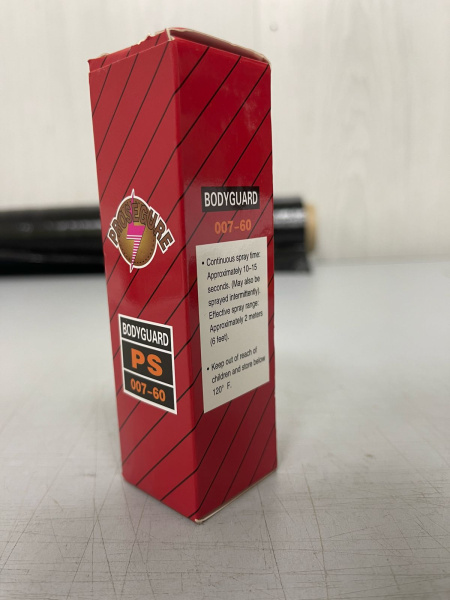 PROSECURE
BODYGUARD
PS
007-60
BODYGUARD
007-60
• Continuous spray time:
Approximately 10-15
seconds. (May also be
sprayed intermittently).
Effective spray range:
Approximately 2 meters
(6 feet).
• Keep out of reach of
children and store below
120° F.